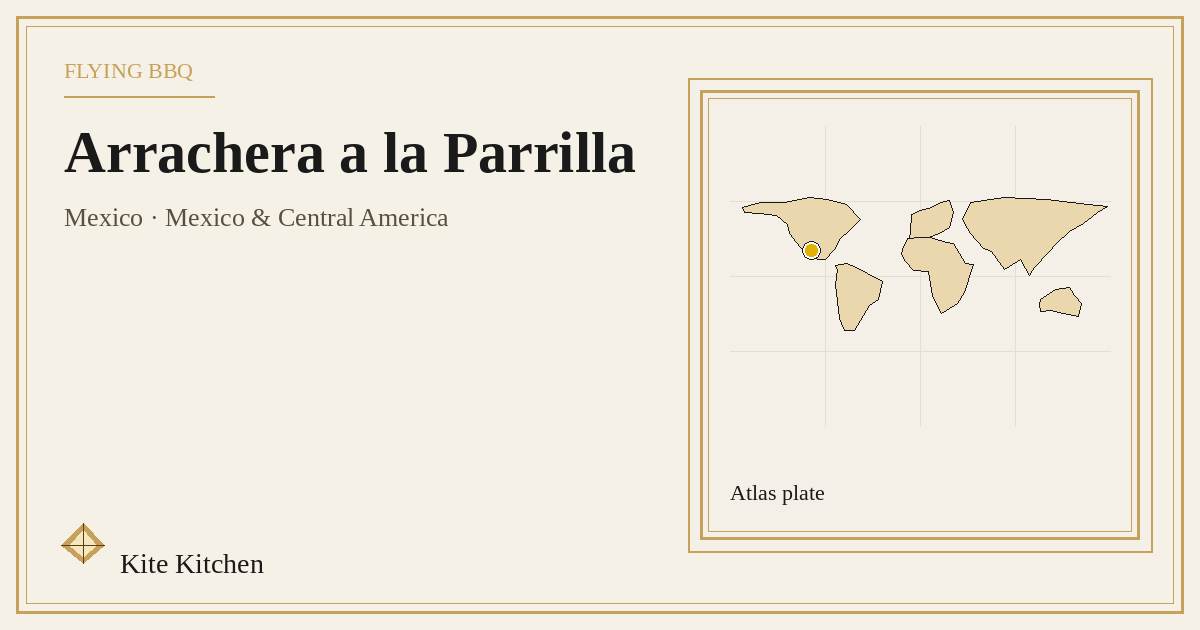 FLYING BBQ
Arrachera a la Parrilla
Mexico · Mexico & Central America
Atlas plate
Kite Kitchen